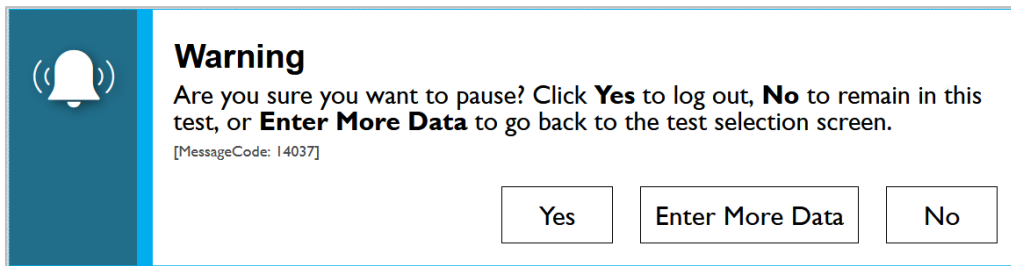 Warning
Are you sure you want to pause? Click Yes to log out, No to remain in this
test, or Enter More Data to go back to the test selection screen.
[MessageCode: 14037]
Yes
Enter More Data
No